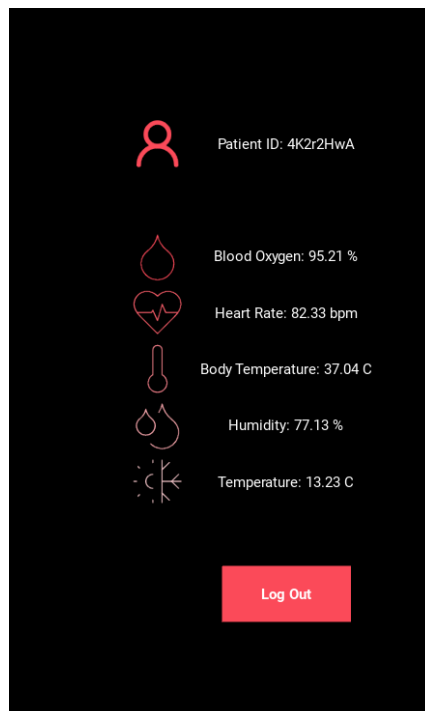 Patient ID: 4K2r2HwA
Blood Oxygen: 95.21 %
Heart Rate: 82.33 bpm
Body Temperature: 37.04 C
Humidity: 77.13 %
Temperature: 13.23 C
Log Out